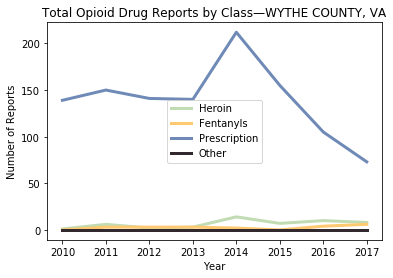 Total Opioid Drug Reports by Class—WYTHE COUNTY, VA
Number of Reports
200
150
100
50
0
Heroin
Fentanyls
Prescription
Other
2010 2011 2012 2013 2014 2015 2016 2017
Year